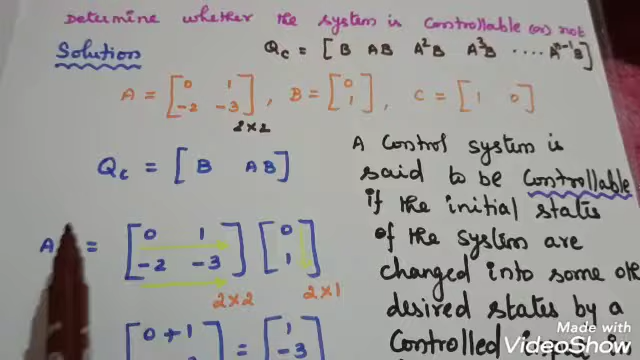 Determine whether the system is controllable (or) not
Solution
Qc = [ B AB A²B A³B ···· Aⁿ⁻¹B ]
A = [ 0 1 -2 -3 ], B = [ 0 1 ], C = [ 1 0 ]
2×2
Qc = [ B AB ]
A control system is
said to be Controllable
if the initial states
of the system are
changed into some
desired states by a
Controlled
A = [ 0 1 -2 -3 ] [ 0 1 ]
2×2 2×1
[ 0+1 ] = [ 1 -3 ]
Made with
VideoShow